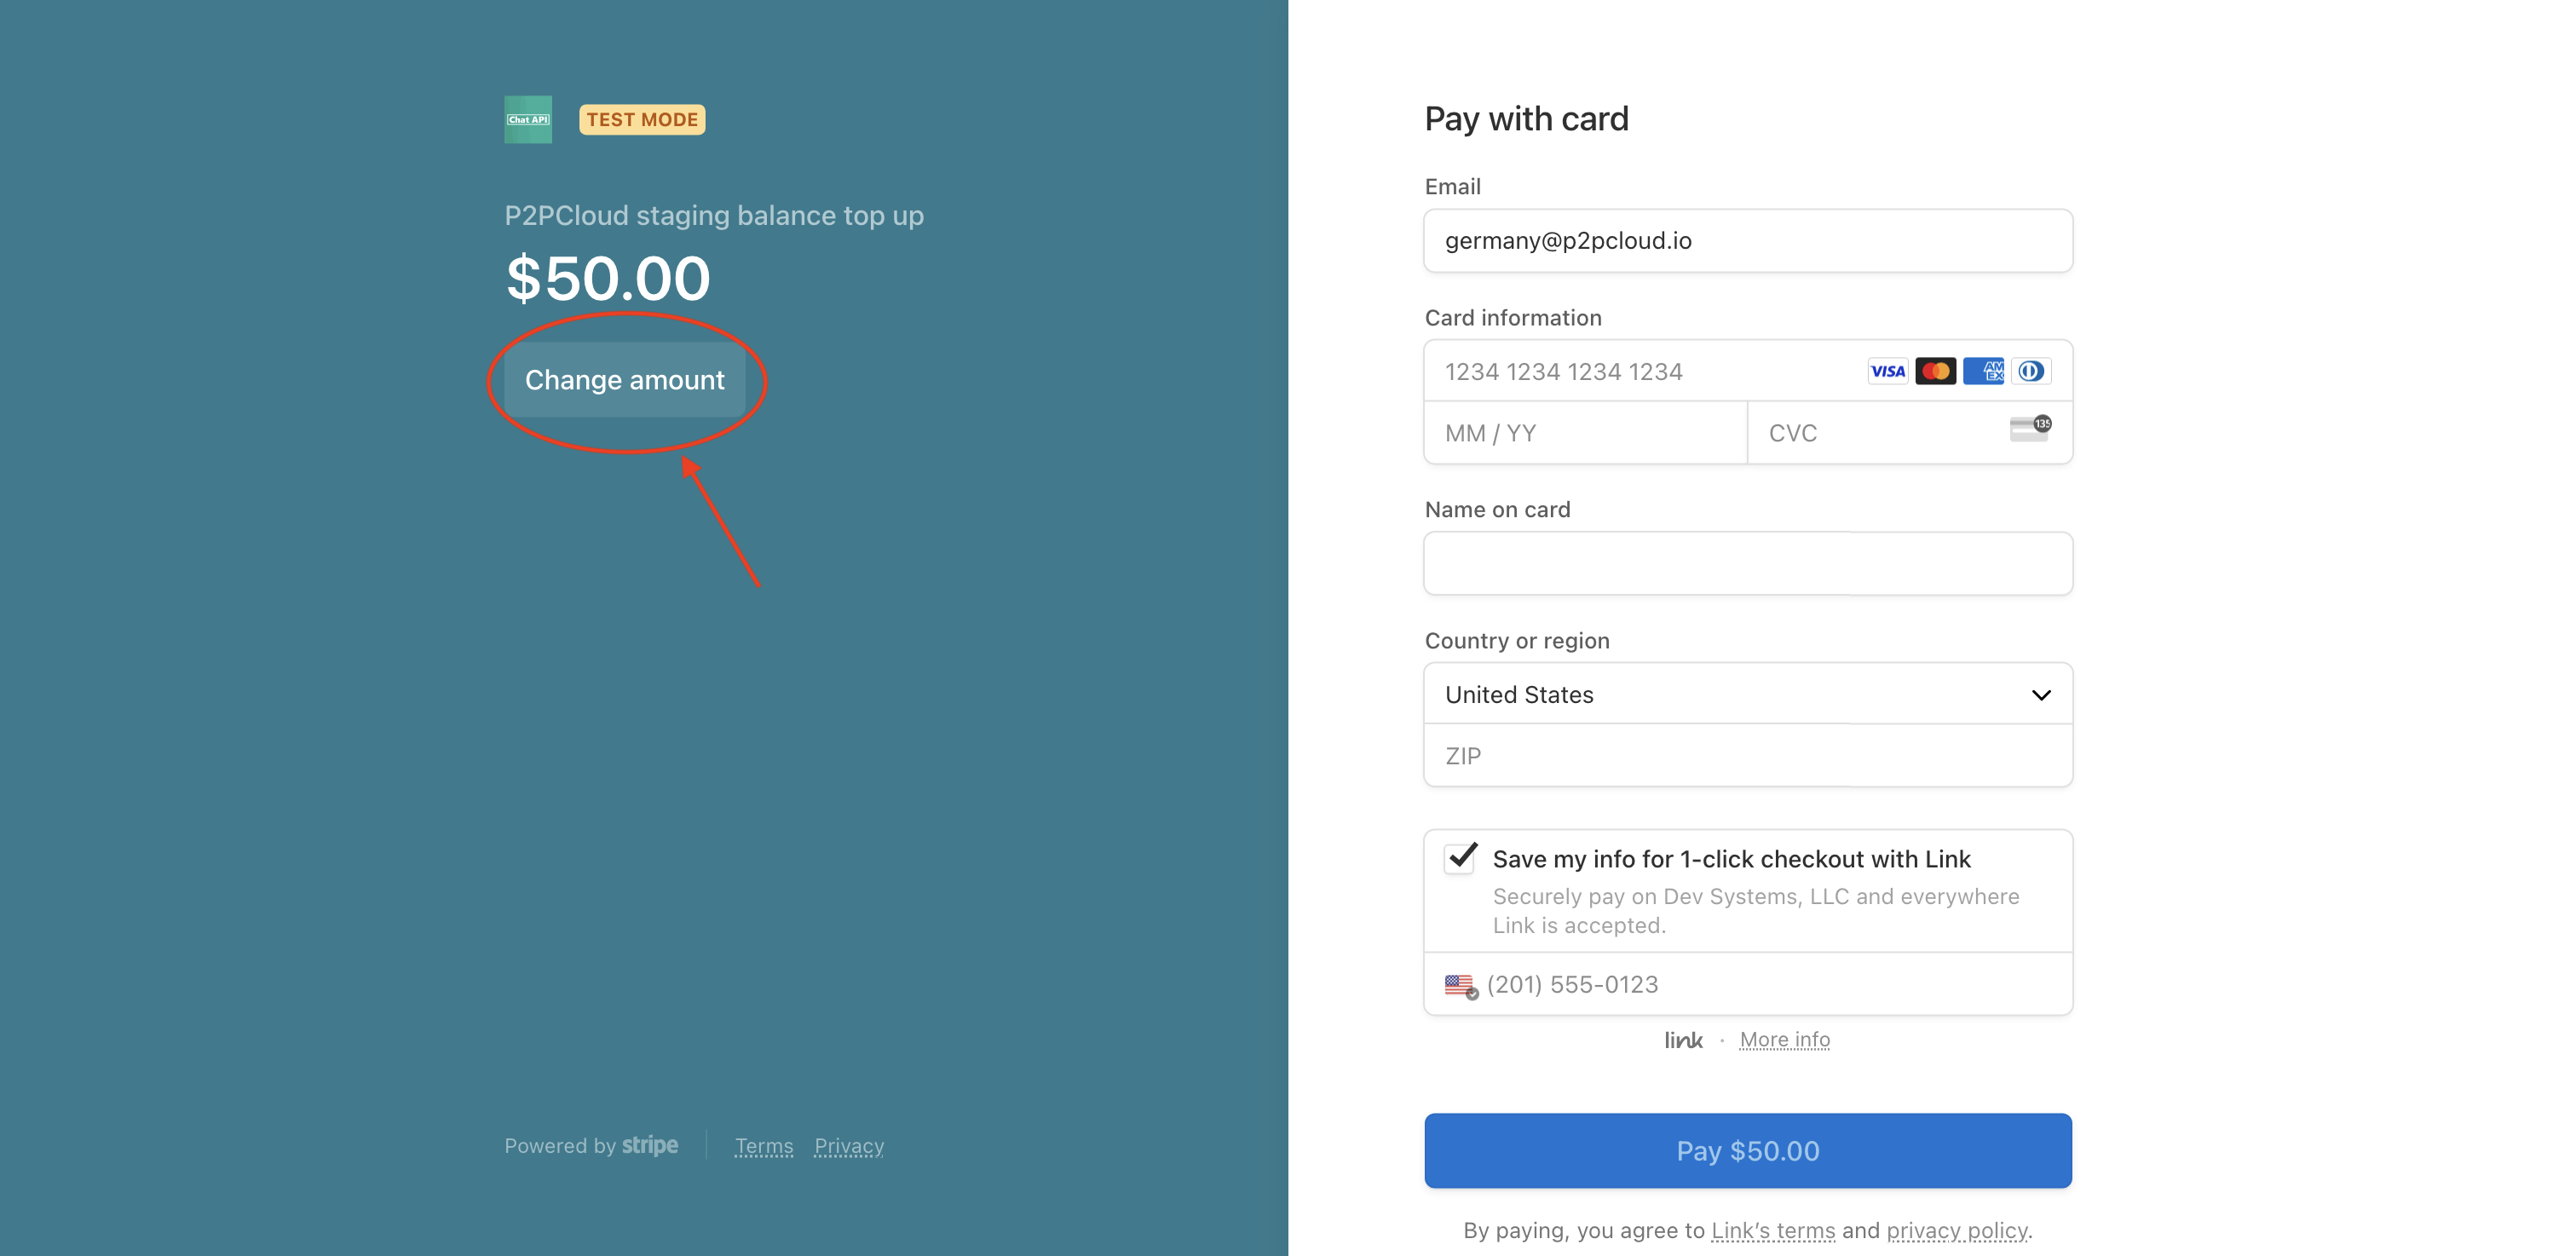 Chat API
TEST MODE
P2PCloud staging balance top up
$50.00
Change amount
Powered by stripe
Terms
Privacy
Pay with card
Email
germany@p2pcloud.io
Card information
1234 1234 1234 1234
VISA
AM
EX
MM / YY
CVC
135
Name on card
Country or region
United States
ZIP
Save my info for 1-click checkout with Link
Securely pay on Dev Systems, LLC and everywhere
Link is accepted.
(201) 555-0123
link · More info
Pay $50.00
By paying, you agree to Link’s terms and privacy policy.